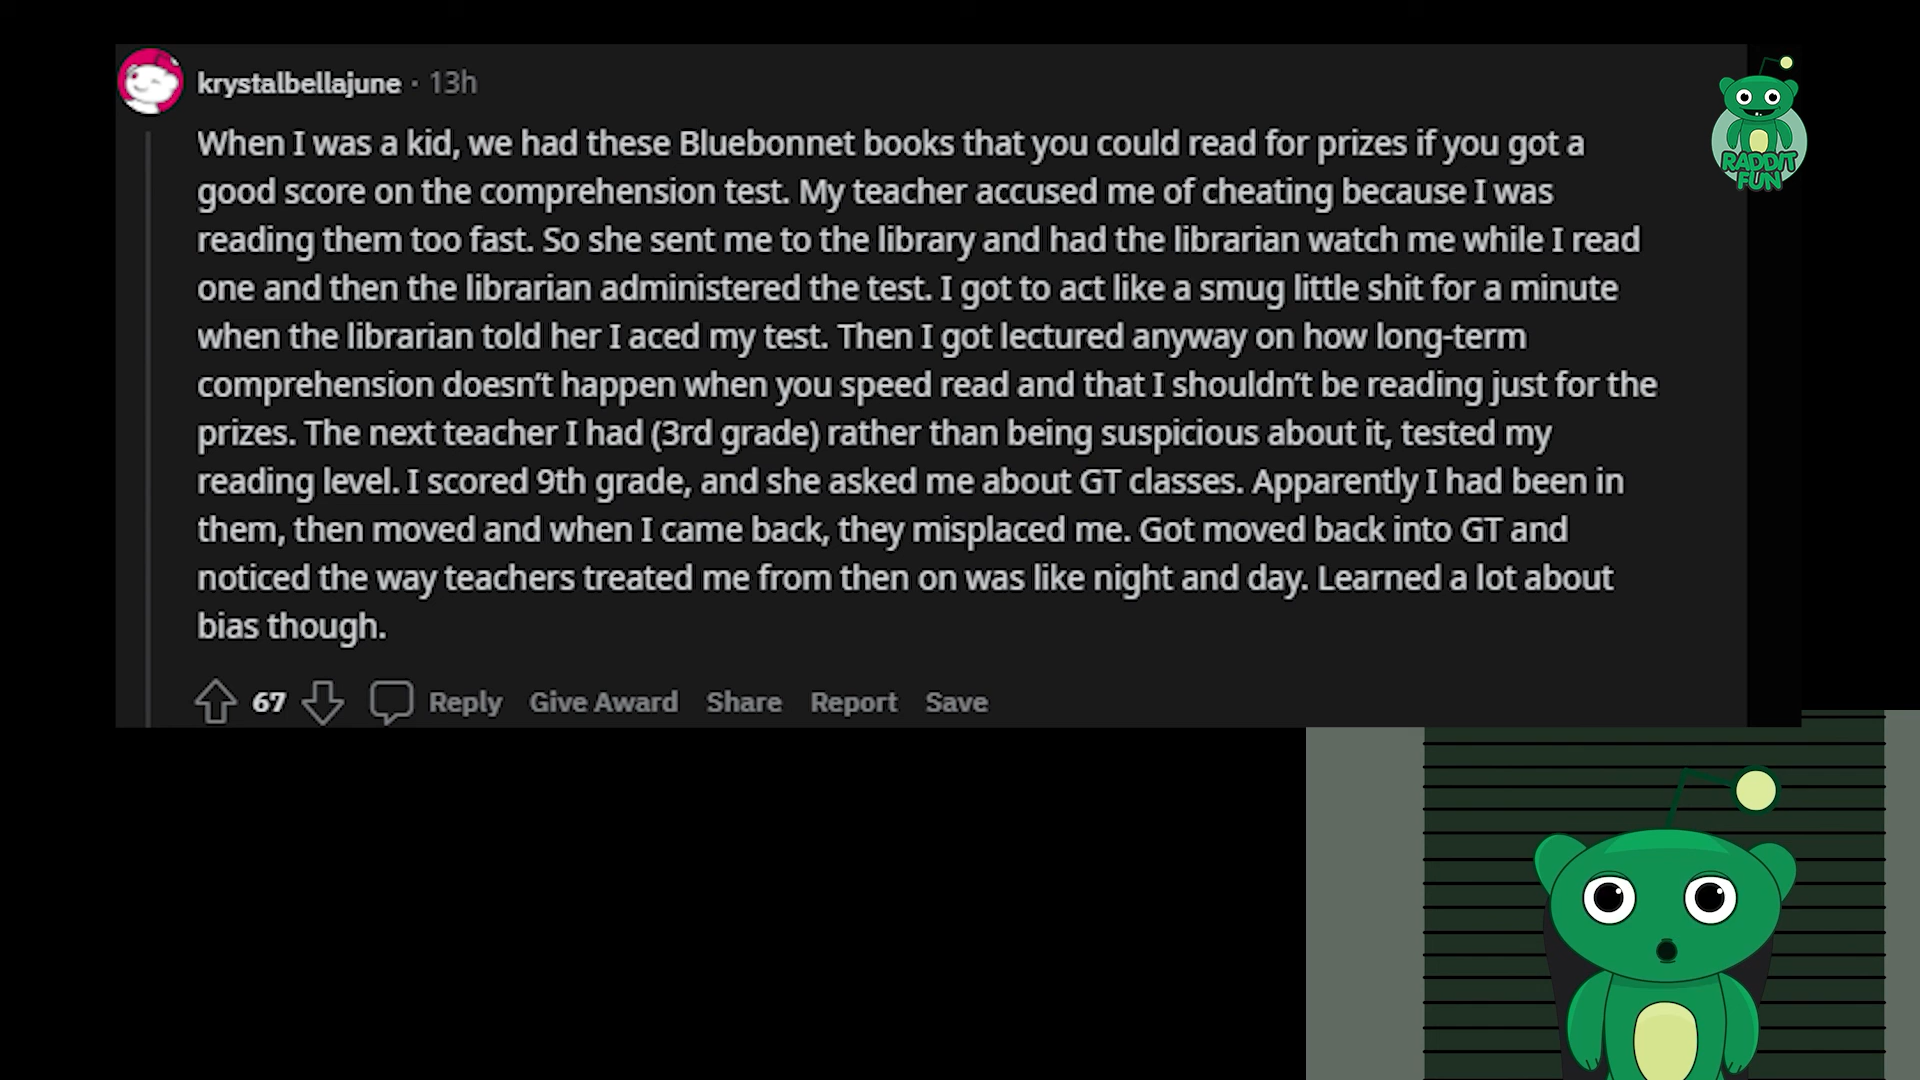 krystalbellajune · 13h
When I was a kid, we had these Bluebonnet books that you could read for prizes if you got a
good score on the comprehension test. My teacher accused me of cheating because I was
reading them too fast. So she sent me to the library and had the librarian watch me while I read
one and then the librarian administered the test. I got to act like a smug little shit for a minute
when the librarian told her I aced my test. Then I got lectured anyway on how long-term
comprehension doesn't happen when you speed read and that I shouldn't be reading just for the
prizes. The next teacher I had (3rd grade) rather than being suspicious about it, tested my
reading level. I scored 9th grade, and she asked me about GT classes. Apparently I had been in
them, then moved and when I came back, they misplaced me. Got moved back into GT and
noticed the way teachers treated me from then on was like night and day. Learned a lot about
bias though.
67 Reply Give Award Share Report Save
RADDIT
FUN